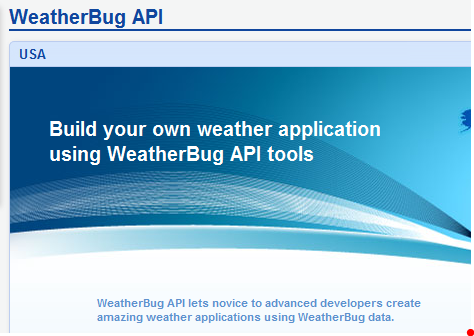 WeatherBug API
USA
Build your own weather application
using WeatherBug API tools
WeatherBug API lets novice to advanced developers create
amazing weather applications using WeatherBug data.